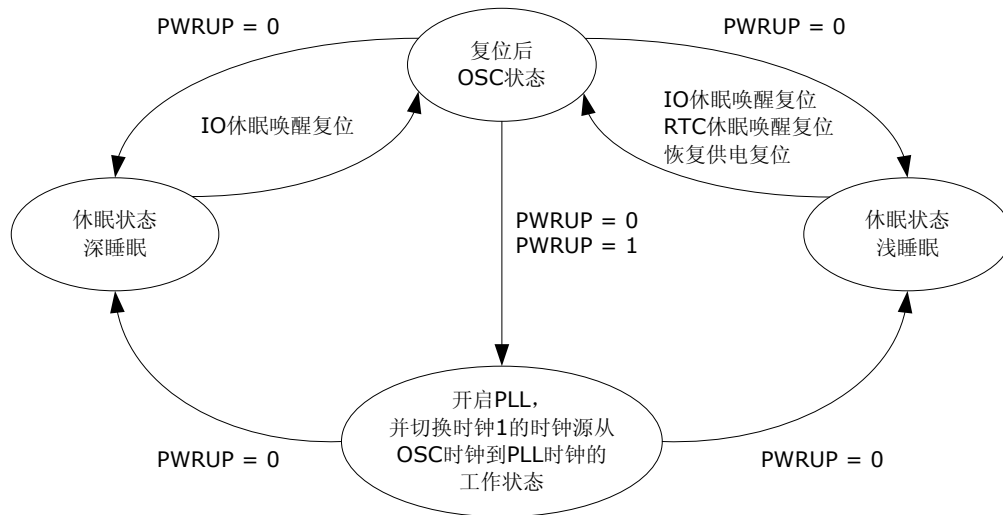 PWRUP = 0
PWRUP = 0
复位后
OSC状态
IO休眠唤醒复位
IO休眠唤醒复位
RTC休眠唤醒复位
恢复供电复位
休眠状态
深睡眠
PWRUP = 0
PWRUP = 1
休眠状态
浅睡眠
开启PLL，
并切换时钟1的时钟源从
OSC时钟到PLL时钟的
工作状态
PWRUP = 0
PWRUP = 0